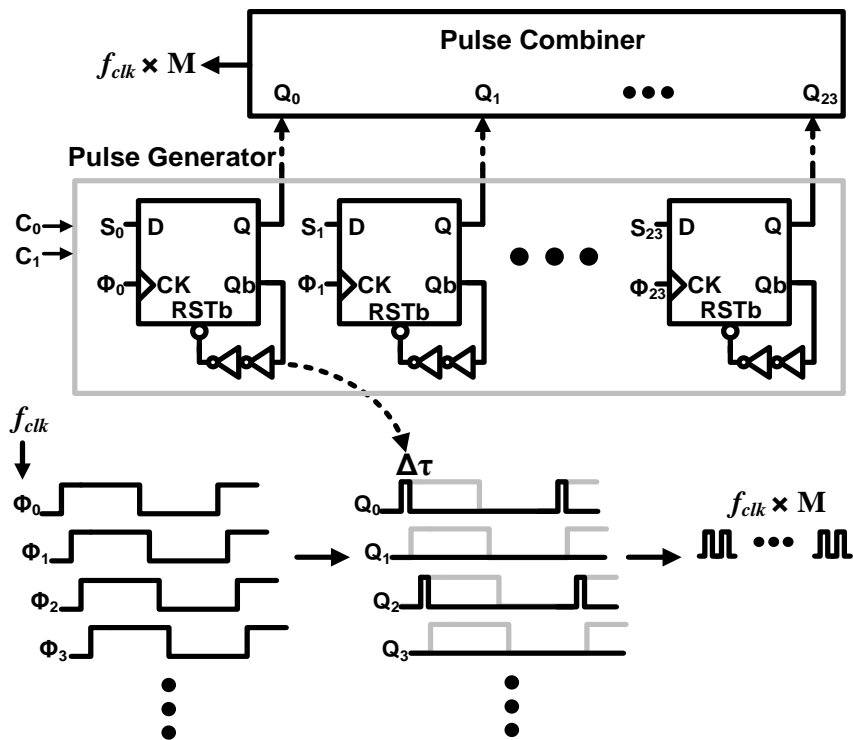 Pulse Combiner
f_clk × M
Q₀ Q₁ Q₂₃
Pulse Generator
C₀
C₁
S₀ D Q
Φ₀ CK Qb
RSTb
S₁ D Q
Φ₁ CK Qb
RSTb
S₂₃ D Q
Φ₂₃ CK Qb
RSTb
f_clk
Δτ
Φ₀
Φ₁
Φ₂
Φ₃
Q₀
Q₁
Q₂
Q₃
f_clk × M